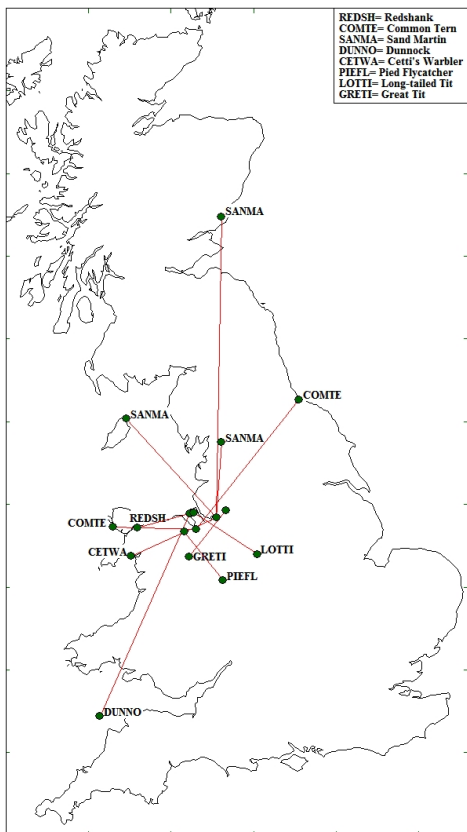 REDSH= Redshank
COMTE= Common Tern
SANMA= Sand Martin
DUNNO= Dunnock
CETWA= Cetti's Warbler
PIEFL= Pied Flycatcher
LOTTI= Long-tailed Tit
GRETI= Great Tit
SANMA
COMTE
SANMA
SANMA
COMTE
REDSH
CETWA
GRETI
LOTTI
PIEFL
DUNNO